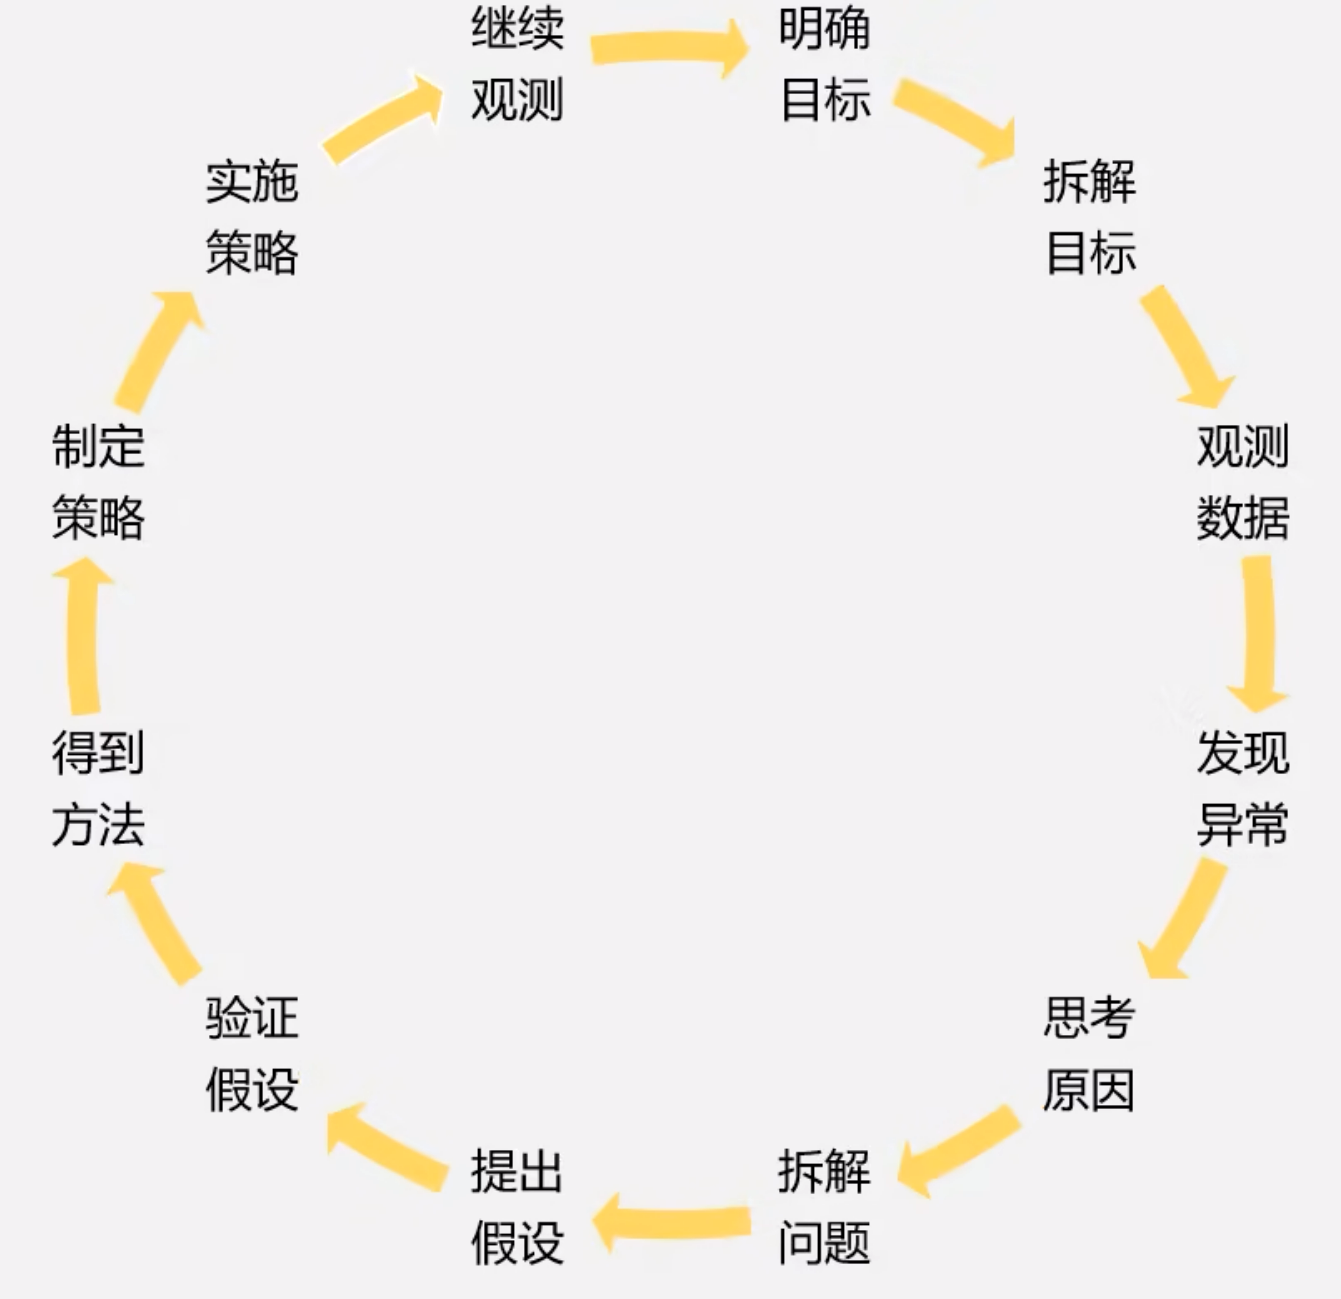 继续
观测
明确
目标
拆解
目标
观测
数据
发现
异常
思考
原因
拆解
问题
提出
假设
验证
假设
得到
方法
制定
策略
实施
策略